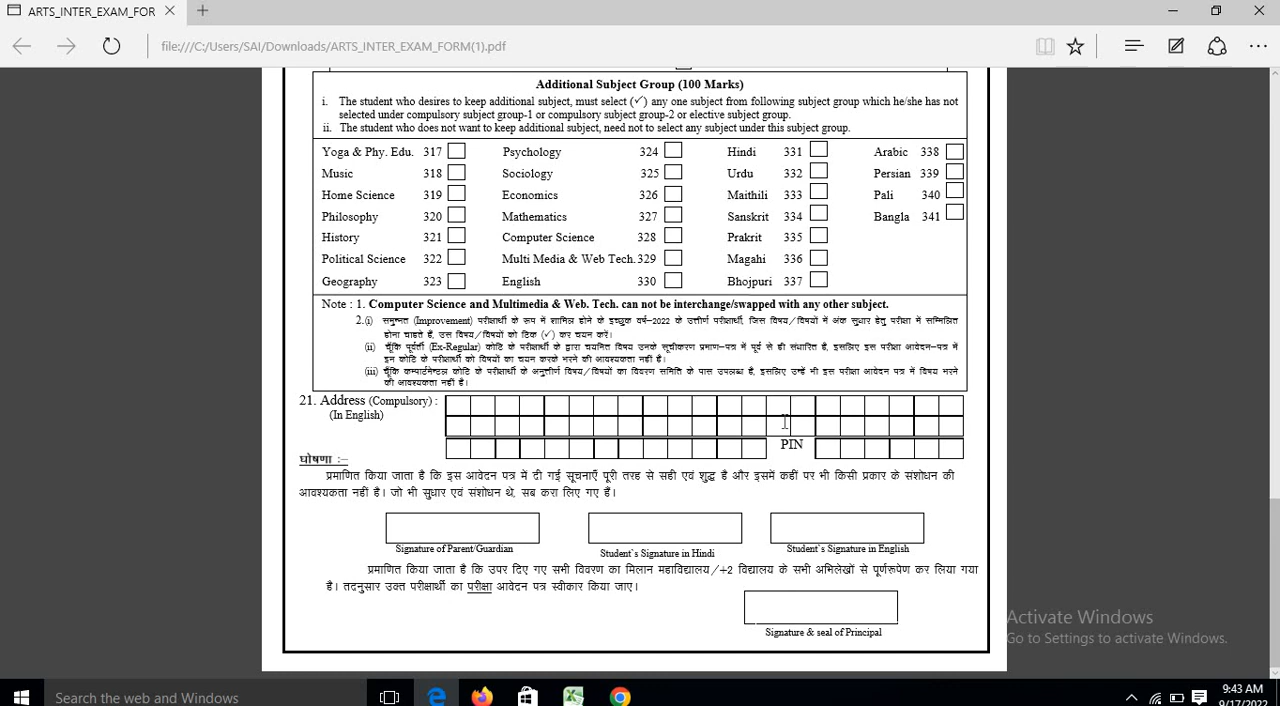 ARTS_INTER_EXAM_FOR
file:///C:/Users/SAI/Downloads/ARTS_INTER_EXAM_FORM(1).pdf
Additional Subject Group (100 Marks)
i. The student who desires to keep additional subject, must select (✓) any one subject from following subject group which he/she has not
selected under compulsory subject group-1 or compulsory subject group-2 or elective subject group.
ii. The student who does not want to keep additional subject, need not to select any subject under this subject group.
Yoga & Phy. Edu. 317 Psychology 324 Hindi 331 Arabic 338
Music 318 Sociology 325 Urdu 332 Persian 339
Home Science 319 Economics 326 Maithili 333 Pali 340
Philosophy 320 Mathematics 327 Sanskrit 334 Bangla 341
History 321 Computer Science 328 Prakrit 335
Political Science 322 Multi Media & Web Tech. 329 Magahi 336
Geography 323 English 330 Bhojpuri 337
Note : 1. Computer Science and Multimedia & Web. Tech. can not be interchange/swapped with any other subject.
2.(i) समुन्नत (Improvement) परीक्षार्थी के रूप में शामिल होने के इच्छुक वर्ष–2022 के उत्तीर्ण परीक्षार्थी, जिस विषय/विषयों में अंक सुधार हेतु परीक्षा में सम्मिलित
होना चाहते हैं, उस विषय/विषयों को टिक (✓) कर चयन करें।
(ii) चूँकि पूर्ववर्ती (Ex-Regular) कोटि के परीक्षार्थी के द्वारा चयनित विषय उनके सूचीकरण प्रमाण–पत्र में पूर्व से ही संधारित है, इसलिए इस परीक्षा आवेदन–पत्र में
इन कोटि के परीक्षार्थी को विषयों का चयन करके भरने की आवश्यकता नहीं है।
(iii) चूँकि कम्पार्टमेन्टल कोटि के परीक्षार्थी के अनुत्तीर्ण विषय/विषयों का विवरण समिति के पास उपलब्ध है, इसलिए उन्हें भी इस परीक्षा आवेदन पत्र में विषय भरने
की आवश्यकता नहीं है।
21. Address (Compulsory) :
(In English)
PIN
घोषणा :–
प्रमाणित किया जाता है कि इस आवेदन पत्र में दी गई सूचनाएँ पूरी तरह से सही एवं शुद्ध है और इसमें कहीं पर भी किसी प्रकार के संशोधन की
आवश्यकता नहीं है। जो भी सुधार एवं संशोधन थे, सब करा लिए गए हैं।
Signature of Parent/Guardian Student`s Signature in Hindi Student`s Signature in English
प्रमाणित किया जाता है कि उपर दिए गए सभी विवरण का मिलान महाविद्यालय/+2 विद्यालय के सभी अभिलेखों से पूर्णरूपेण कर लिया गया
है। तदनुसार उक्त परीक्षार्थी का परीक्षा आवेदन पत्र स्वीकार किया जाए।
Signature & seal of Principal
Activate Windows
Go to Settings to activate Windows.
Search the web and Windows
9:43 AM
9/17/2022